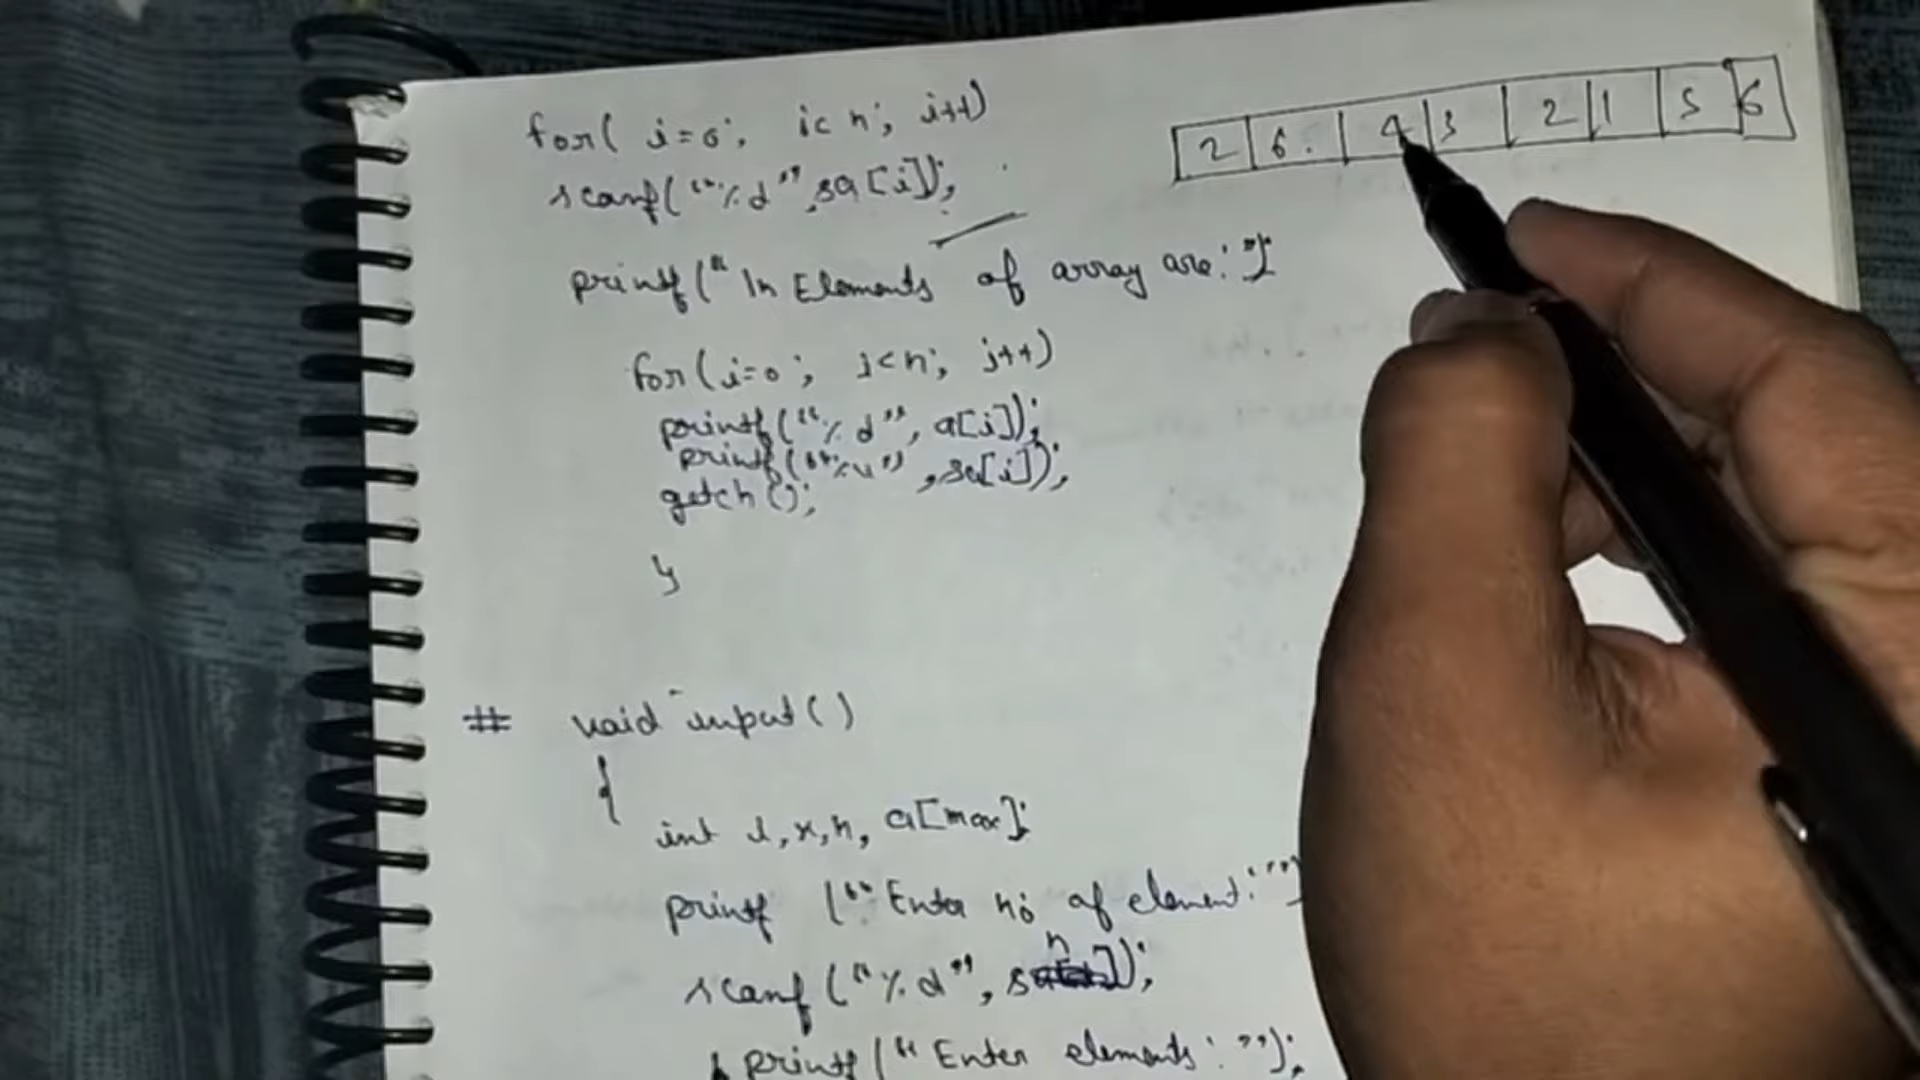 for( i=0; i<n; i++)
scanf("%d",&a[i]);
printf("\n Elements of array are:");
for(i=0; i<n; i++)
printf("%d", a[i]);
printf("%u", &a[i]);
getch();
}
2 6. 4 3 2 1 5 6
# void input()
{
int i,x,n, a[max];
printf ("Enter no of element:")
scanf ("%d", &n);
printf("Enter elements:");